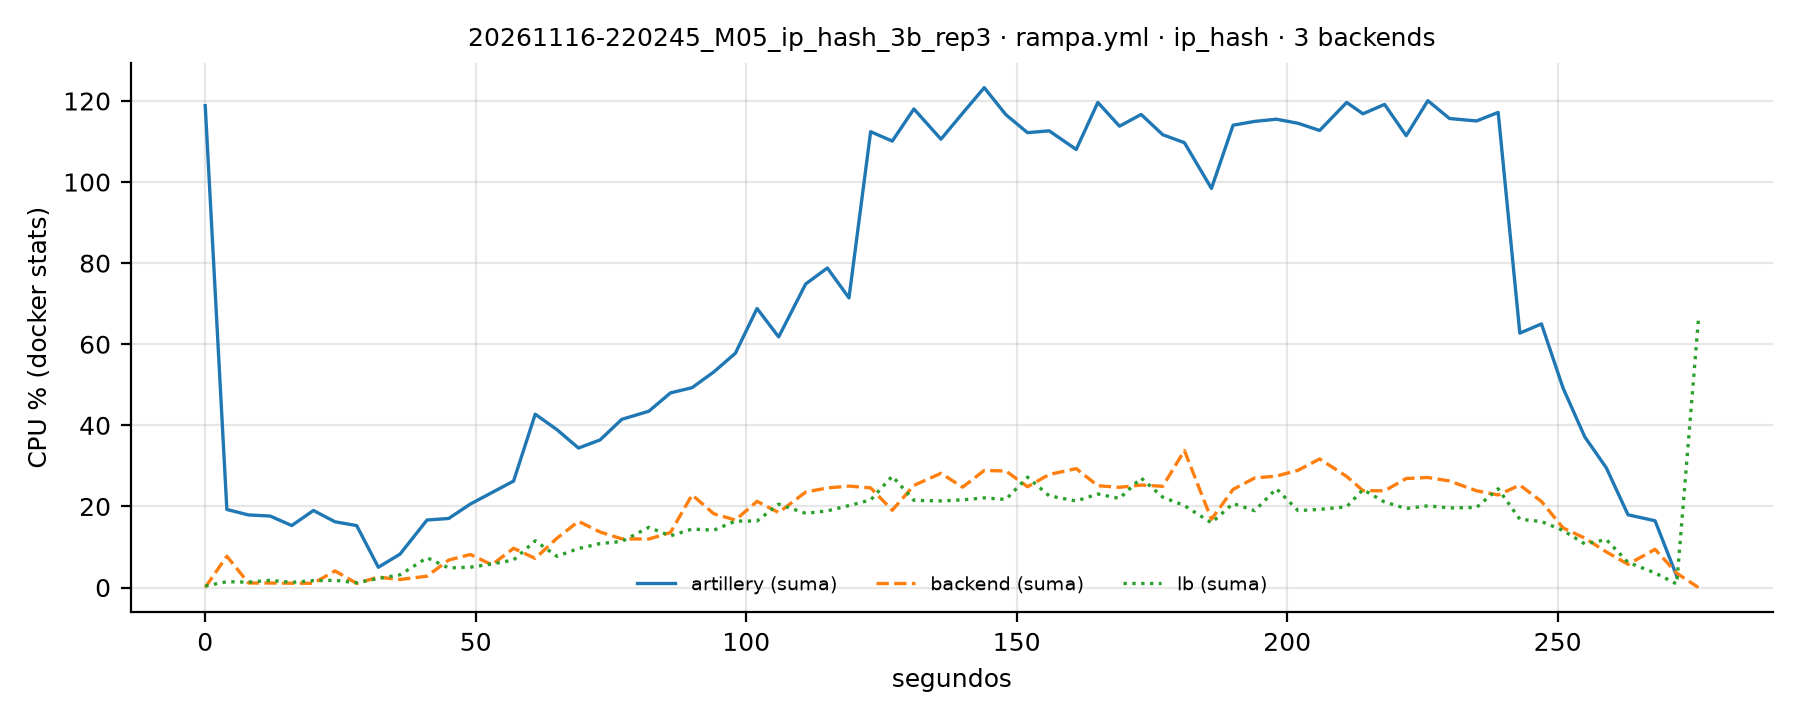 20261116-220245_M05_ip_hash_3b_rep3 · rampa.yml · ip_hash · 3 backends
CPU % (docker stats)
120
100
80
60
40
20
0
artillery (suma) backend (suma) lb (suma)
0 50 100 150 200 250
segundos